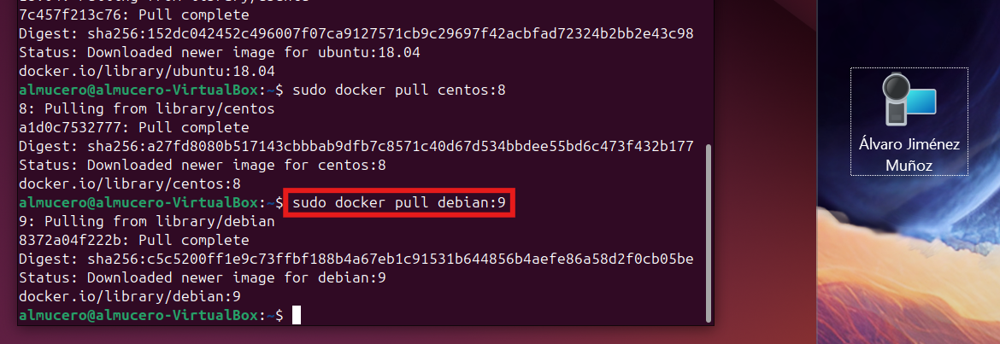 7c457f213c76: Pull complete
Digest: sha256:152dc042452c496007f07ca9127571cb9c29697f42acbfad72324b2bb2e43c98
Status: Downloaded newer image for ubuntu:18.04
docker.io/library/ubuntu:18.04
almucero@almucero-VirtualBox:~$ sudo docker pull centos:8
8: Pulling from library/centos
a1d0c7532777: Pull complete
Digest: sha256:a27fd8080b517143cbbbab9dfb7c8571c40d67d534bbdee55bd6c473f432b177
Status: Downloaded newer image for centos:8
docker.io/library/centos:8
almucero@almucero-VirtualBox:~$ sudo docker pull debian:9
9: Pulling from library/debian
8372a04f222b: Pull complete
Digest: sha256:c5c5200ff1e9c73ffbf188b4a67eb1c91531b644856b4aefe86a58d2f0cb05be
Status: Downloaded newer image for debian:9
docker.io/library/debian:9
almucero@almucero-VirtualBox:~$
Álvaro Jiménez
Muñoz